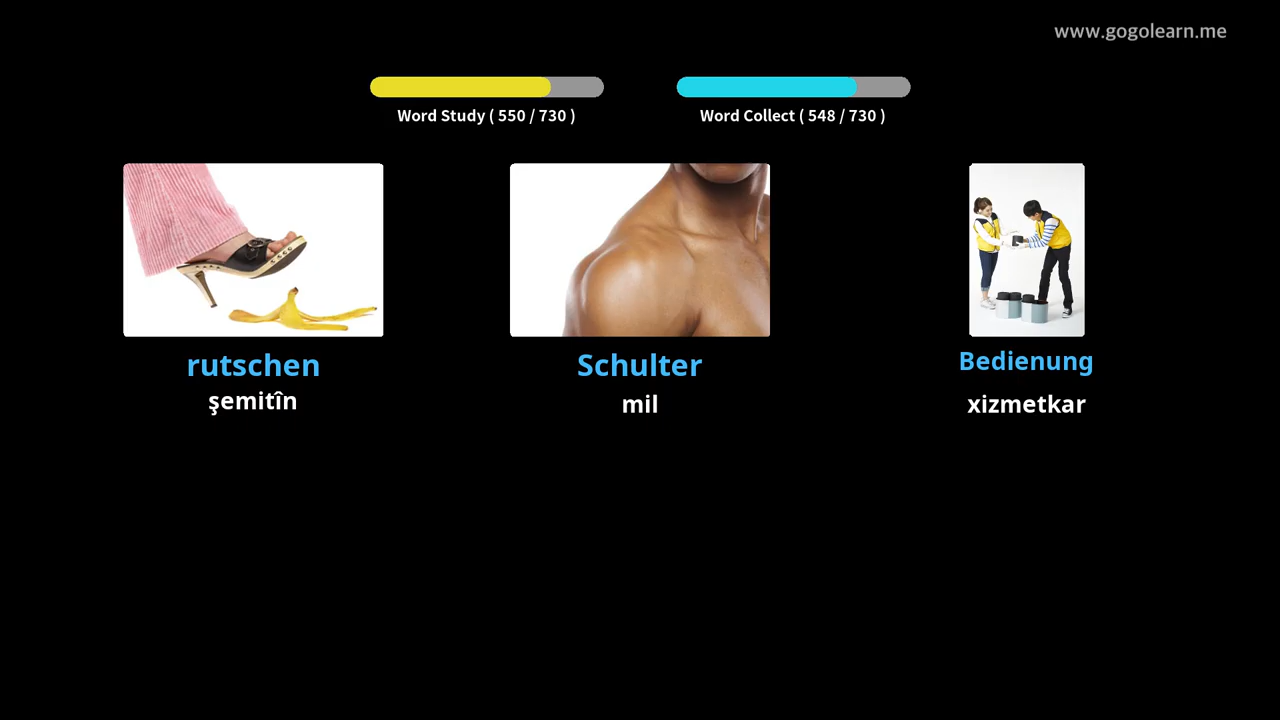 www.gogolearn.me
Word Study ( 550 / 730 )
Word Collect ( 548 / 730 )
rutschen
şemitîn
Schulter
mil
Bedienung
xizmetkar